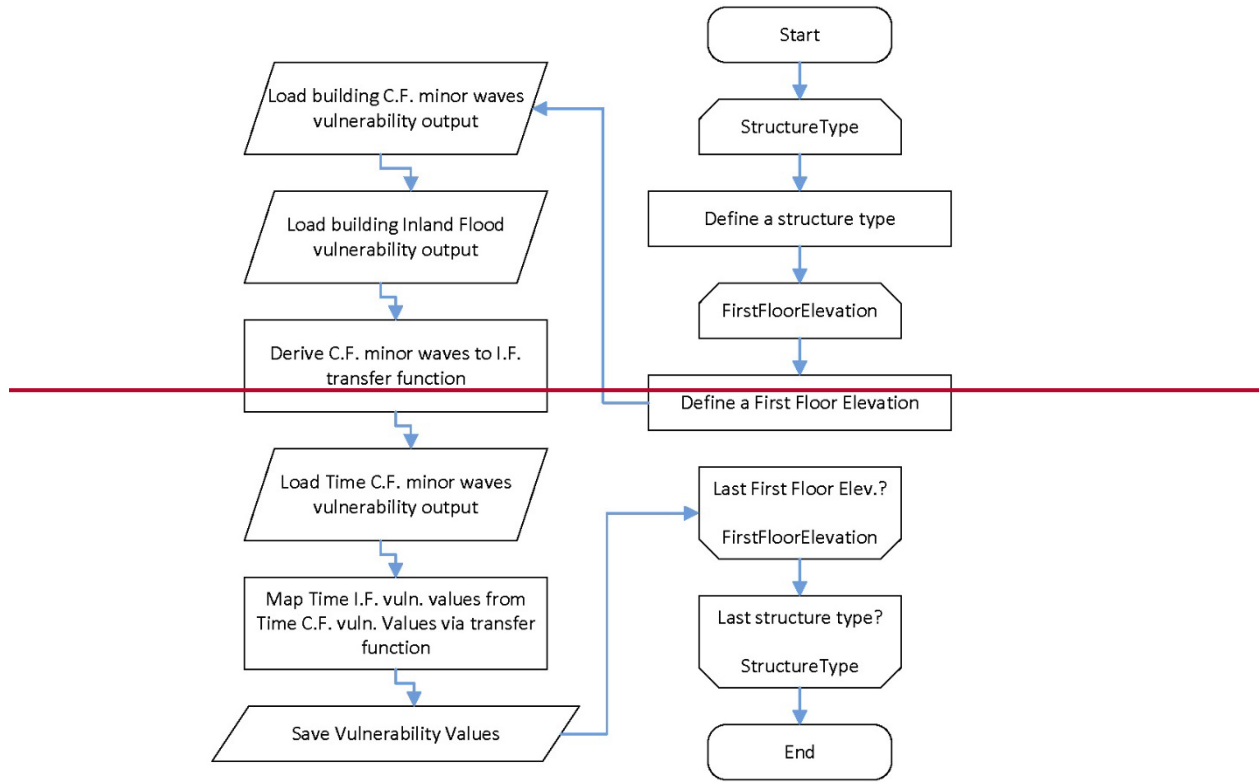 Start
StructureType
Define a structure type
FirstFloorElevation
Define a First Floor Elevation
Load building C.F. minor waves
vulnerability output
Load building Inland Flood
vulnerability output
Derive C.F. minor waves to I.F.
transfer function
Load Time C.F. minor waves
vulnerability output
Map Time I.F. vuln. values from
Time C.F. vuln. Values via transfer
function
Save Vulnerability Values
Last First Floor Elev.?
FirstFloorElevation
Last structure type?
StructureType
End